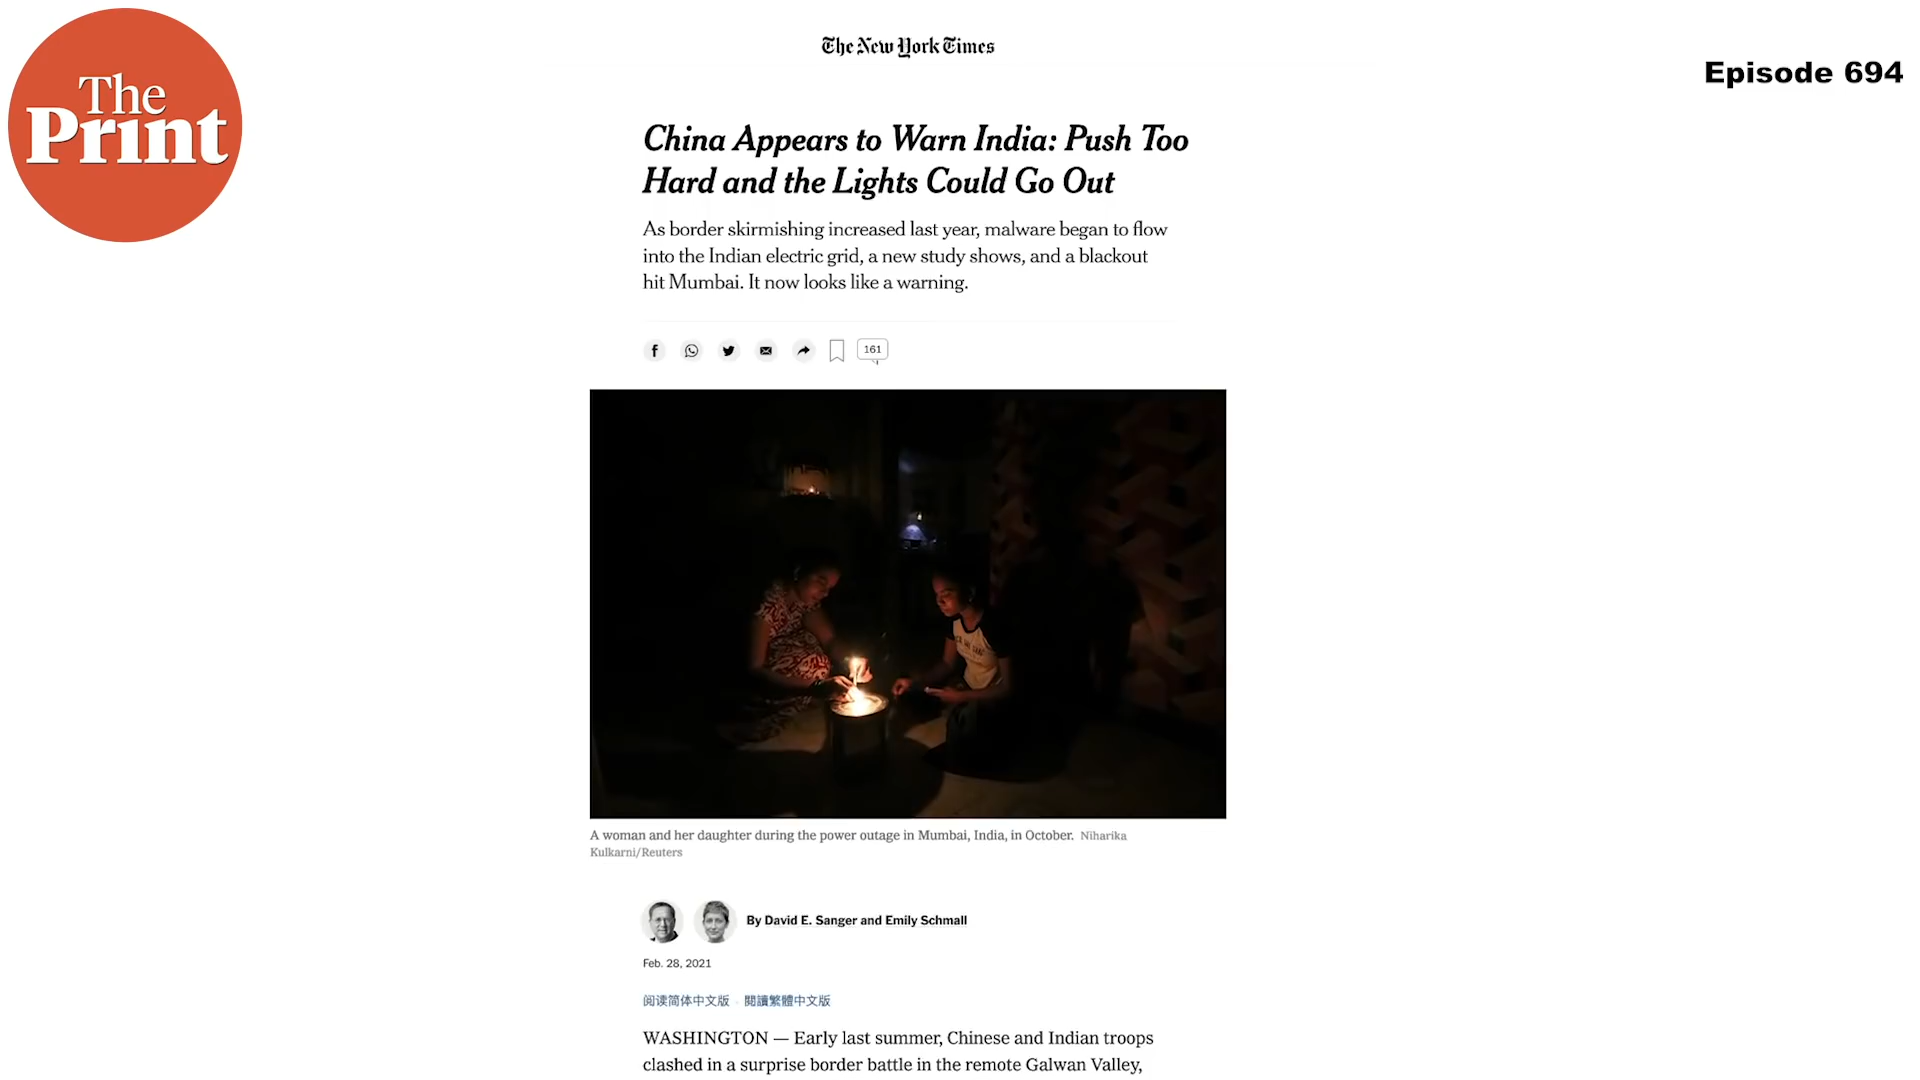 The
Print
The New York Times
Episode 694
China Appears to Warn India: Push Too
Hard and the Lights Could Go Out
As border skirmishing increased last year, malware began to flow
into the Indian electric grid, a new study shows, and a blackout
hit Mumbai. It now looks like a warning.
161
A woman and her daughter during the power outage in Mumbai, India, in October. Niharika
Kulkarni/Reuters
By David E. Sanger and Emily Schmall
Feb. 28, 2021
阅读简体中文版 · 閱讀繁體中文版
WASHINGTON — Early last summer, Chinese and Indian troops
clashed in a surprise border battle in the remote Galwan Valley,